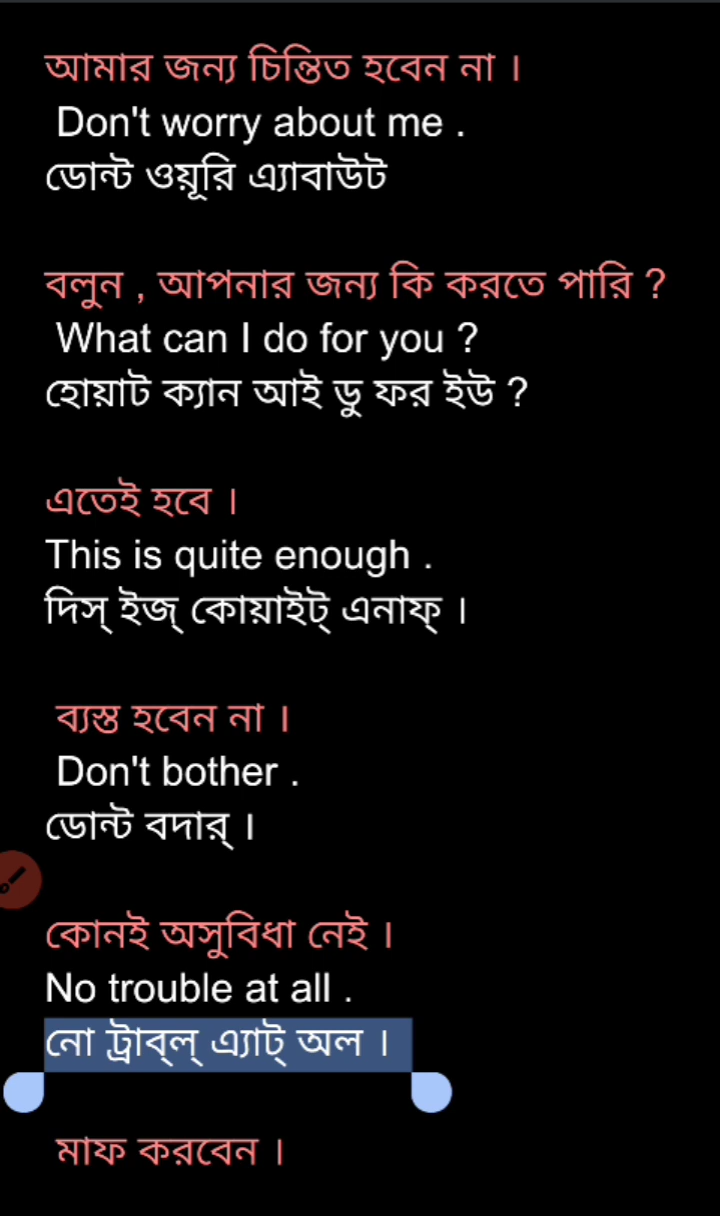 আমার জন্য চিন্তিত হবেন না ।
Don't worry about me .
ডোন্ট ওয়ূরি এ্যাবাউট
বলুন , আপনার জন্য কি করতে পারি ?
What can I do for you ?
হোয়াট ক্যান আই ডু ফর ইউ ?
এতেই হবে ।
This is quite enough .
দিস্ ইজ্ কোয়াইট্ এনাফ্ ।
ব্যস্ত হবেন না ।
Don't bother .
ডোন্ট বদার্ ।
কোনই অসুবিধা নেই ।
No trouble at all .
নো ট্রাব্ল্ এ্যাট্ অল ।
মাফ করবেন ।